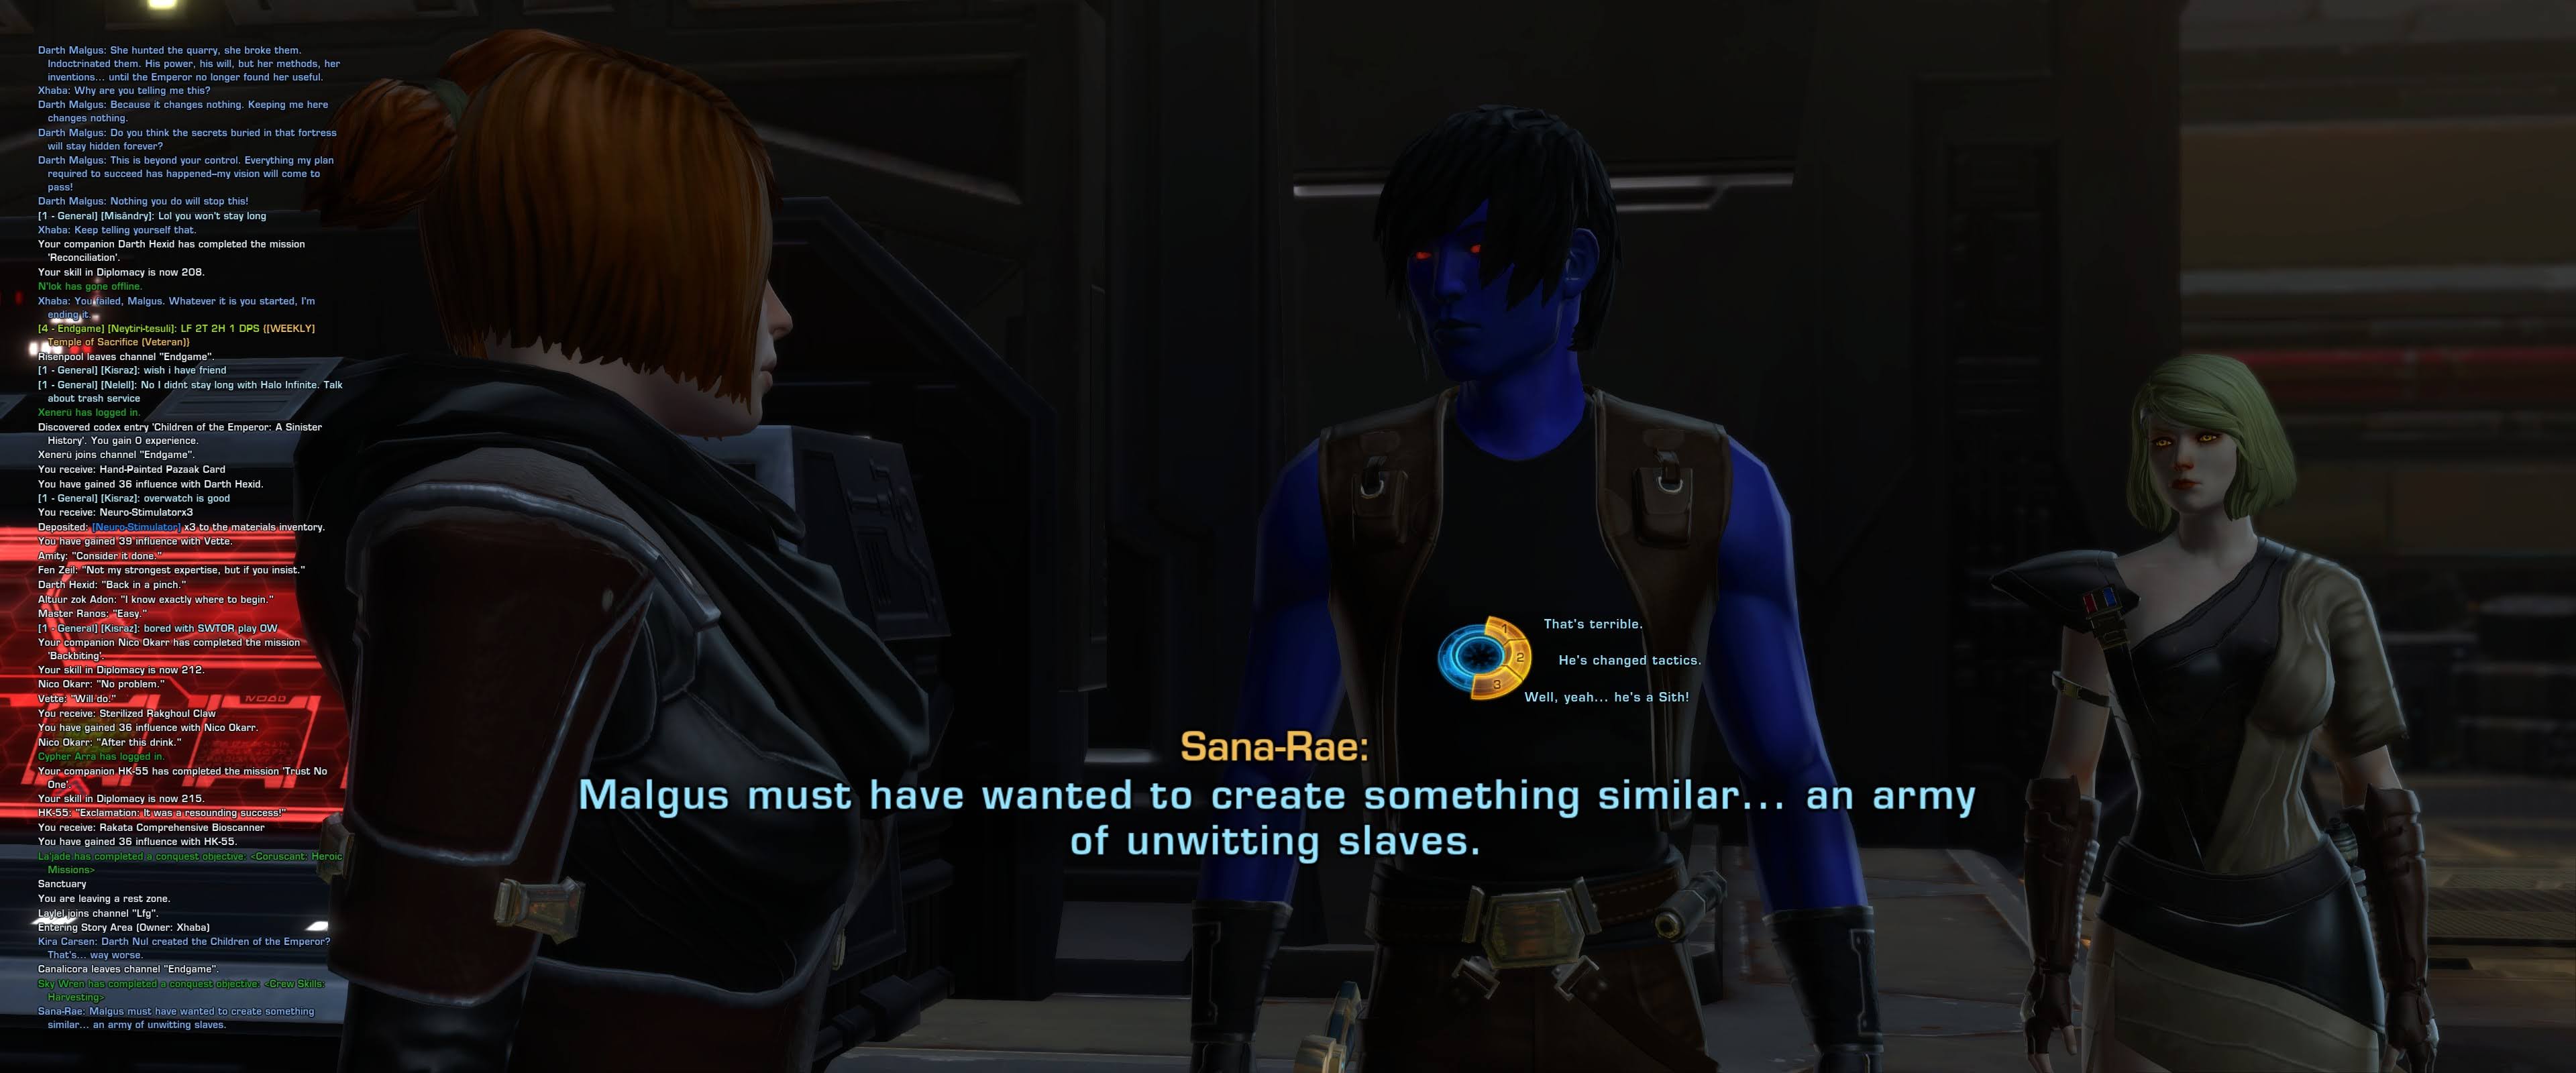 Darth Malgus: She hunted the quarry, she broke them.
Indoctrinated them. His power, his will, but her methods, her
inventions... until the Emperor no longer found her useful.
Xhaba: Why are you telling me this?
Darth Malgus: Because it changes nothing. Keeping me here
changes nothing.
Darth Malgus: Do you think the secrets buried in that fortress
will stay hidden forever?
Darth Malgus: This is beyond your control. Everything my plan
required to succeed has happened—my vision will come to
pass!
Darth Malgus: Nothing you do will stop this!
[1 - General] [Misåndry]: Lol you won't stay long
Xhaba: Keep telling yourself that.
Your companion Darth Hexid has completed the mission
'Reconciliation'.
Your skill in Diplomacy is now 208.
N'lok has gone offline.
Xhaba: You failed, Malgus. Whatever it is you started, I'm
ending it.
[4 - Endgame] [Neytiri-tesuli]: LF 2T 2H 1 DPS {[WEEKLY]
Temple of Sacrifice (Veteran)}
Risenpool leaves channel "Endgame".
[1 - General] [Kisraz]: wish i have friend
[1 - General] [Nelell]: No I didnt stay long with Halo Infinite. Talk
about trash service
Xenerü has logged in.
Discovered codex entry 'Children of the Emperor: A Sinister
History'. You gain 0 experience.
Xenerü joins channel "Endgame".
You receive: Hand-Painted Pazaak Card
You have gained 36 influence with Darth Hexid.
[1 - General] [Kisraz]: overwatch is good
You receive: Neuro-Stimulatorx3
Deposited: [Neuro-Stimulator] x3 to the materials inventory.
You have gained 39 influence with Vette.
Amity: "Consider it done."
Fen Zeil: "Not my strongest expertise, but if you insist."
Darth Hexid: "Back in a pinch."
Altuur zok Adon: "I know exactly where to begin."
Master Ranos: "Easy."
[1 - General] [Kisraz]: bored with SWTOR play OW
Your companion Nico Okarr has completed the mission
'Backbiting'.
Your skill in Diplomacy is now 212.
Nico Okarr: "No problem."
Vette: "Will do."
You receive: Sterilized Rakghoul Claw
You have gained 36 influence with Nico Okarr.
Nico Okarr: "After this drink."
Cypher Arra has logged in.
Your companion HK-55 has completed the mission 'Trust No
One'.
Your skill in Diplomacy is now 215.
HK-55: "Exclamation: It was a resounding success!"
You receive: Rakata Comprehensive Bioscanner
You have gained 36 influence with HK-55.
La'jade has completed a conquest objective: <Coruscant: Heroic
Missions>
Sanctuary
You are leaving a rest zone.
Laylel joins channel "Lfg".
Entering Story Area (Owner: Xhaba)
Kira Carsen: Darth Nul created the Children of the Emperor?
That's... way worse.
Canalicora leaves channel "Endgame".
Sky Wren has completed a conquest objective: <Crew Skills:
Harvesting>
Sana-Rae: Malgus must have wanted to create something
similar... an army of unwitting slaves.
1 That's terrible.
2 He's changed tactics.
3 Well, yeah... he's a Sith!
Sana-Rae:
Malgus must have wanted to create something similar... an army
of unwitting slaves.